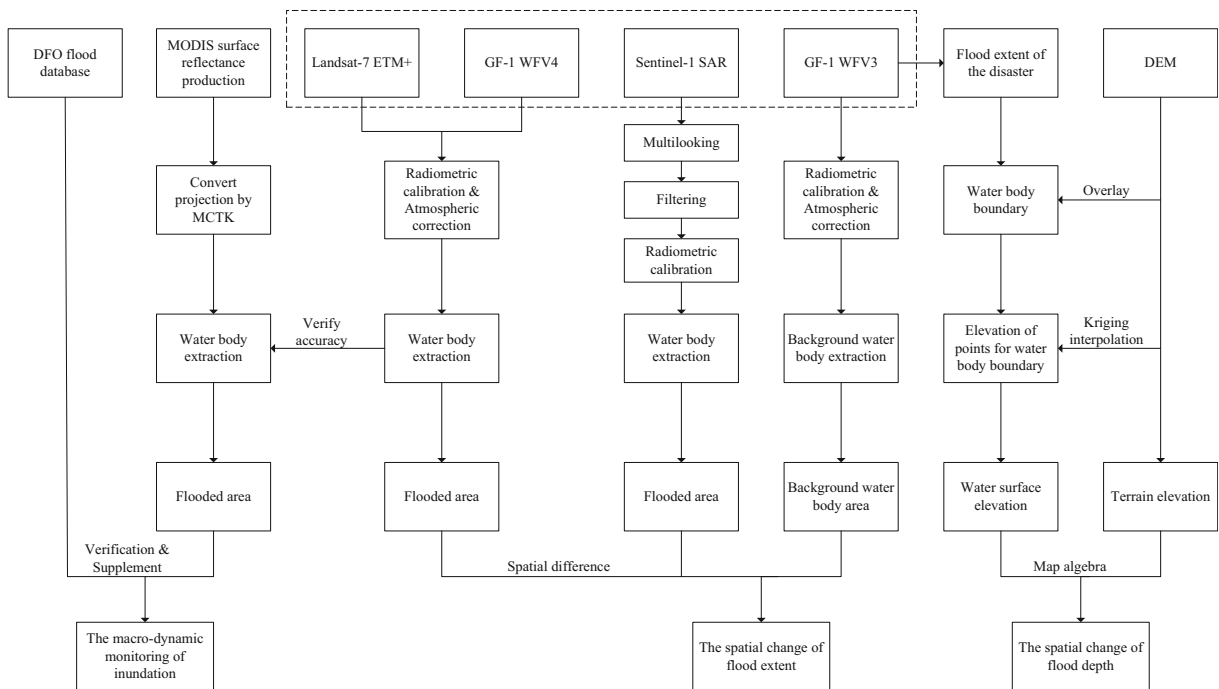 DFO flood
database
MODIS surface
reflectance
production
Landsat-7 ETM+
GF-1 WFV4
Sentinel-1 SAR
GF-1 WFV3
Flood extent of
the disaster
DEM
Multilooking
Convert
projection by
MCTK
Radiometric
calibration &
Atmospheric
correction
Filtering
Radiometric
calibration &
Atmospheric
correction
Water body
boundary
Overlay
Radiometric
calibration
Water body
extraction
Verify
accuracy
Water body
extraction
Water body
extraction
Background water
body extraction
Elevation of
points for water
body boundary
Kriging
interpolation
Flooded area
Flooded area
Flooded area
Background water
body area
Water surface
elevation
Terrain elevation
Verification &
Supplement
Spatial difference
Map algebra
The macro-dynamic
monitoring of
inundation
The spatial change of
flood extent
The spatial change of
flood depth